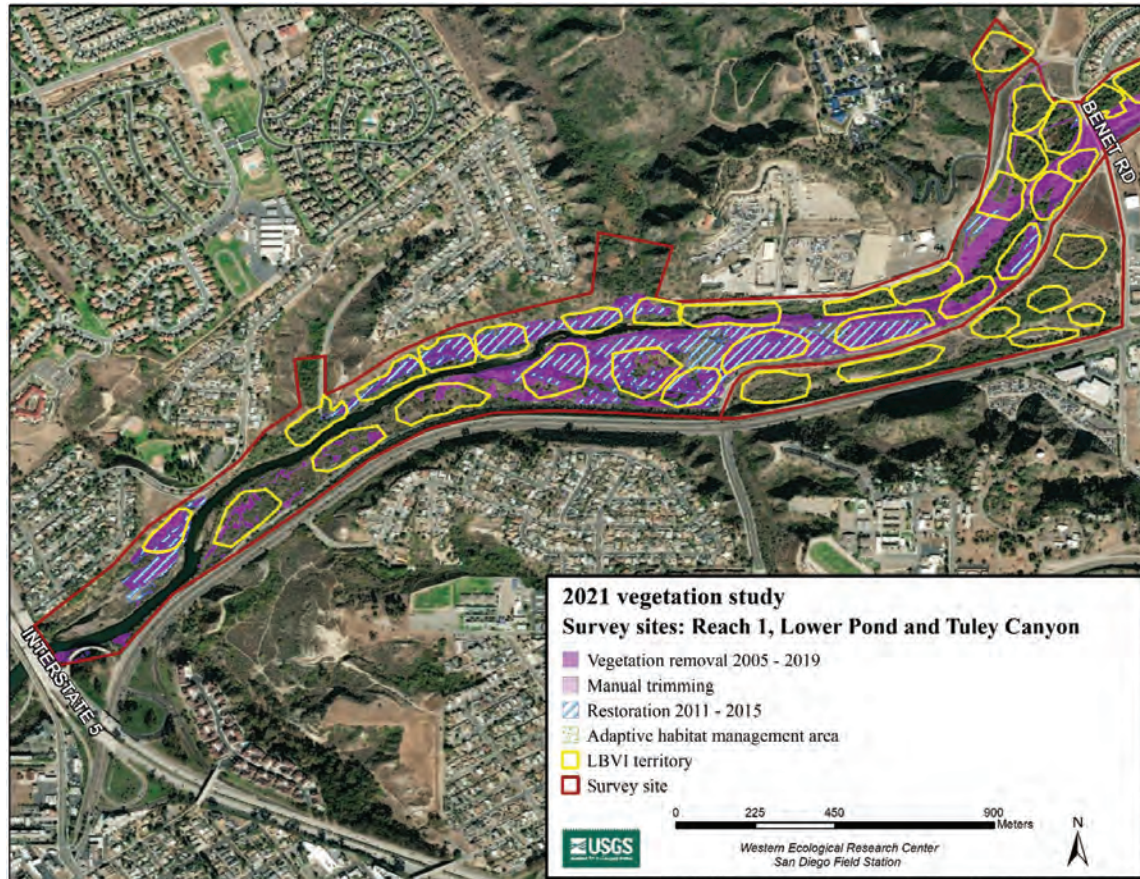 BENET RD
INTERSTATE 5
2021 vegetation study
Survey sites: Reach 1, Lower Pond and Tuley Canyon
Vegetation removal 2005 - 2019
Manual trimming
Restoration 2011 - 2015
Adaptive habitat management area
LBVI territory
Survey site
0 225 450 900
Meters
N
USGS
Western Ecological Research Center
San Diego Field Station